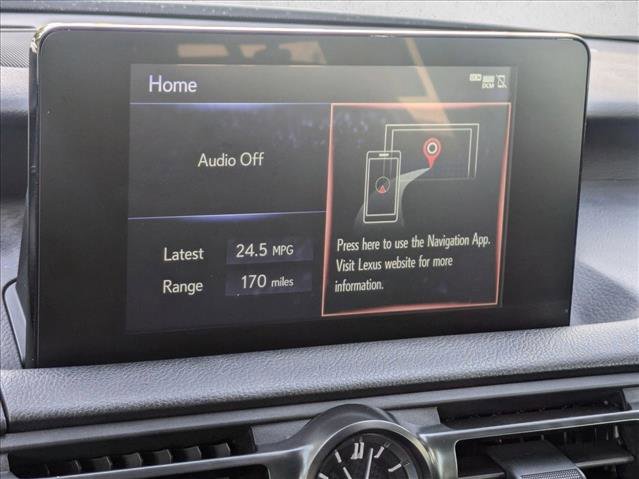 Home
DCM
Audio Off
Latest 24.5 MPG
Range 170 miles
Press here to use the Navigation App.
Visit Lexus website for more
information.